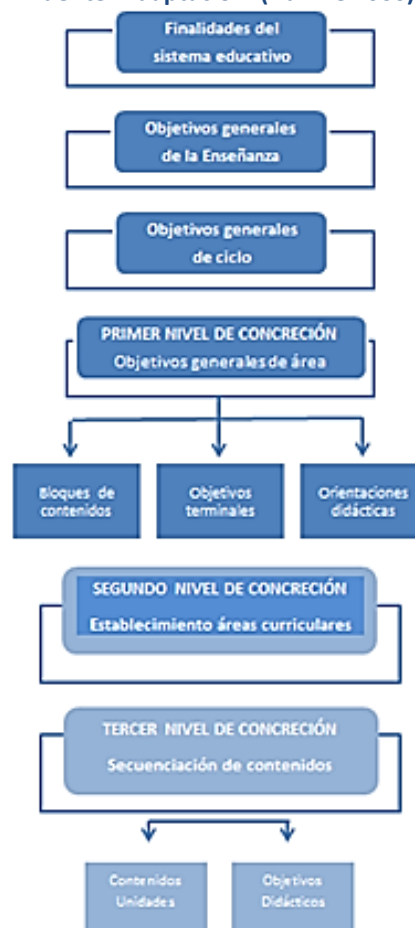 Finalidades del
sistema educativo
Objetivos generales
de la Enseñanza
Objetivos generales
de ciclo
PRIMER NIVEL DE CONCRECIÓN
Objetivos generales de área
Bloques de
contenidos
Objetivos
terminales
Orientaciones
didácticas
SEGUNDO NIVEL DE CONCRECIÓN
Establecimiento áreas curriculares
TERCER NIVEL DE CONCRECIÓN
Secuenciación de contenidos
Contenidos
Unidades
Objetivos
Didácticos